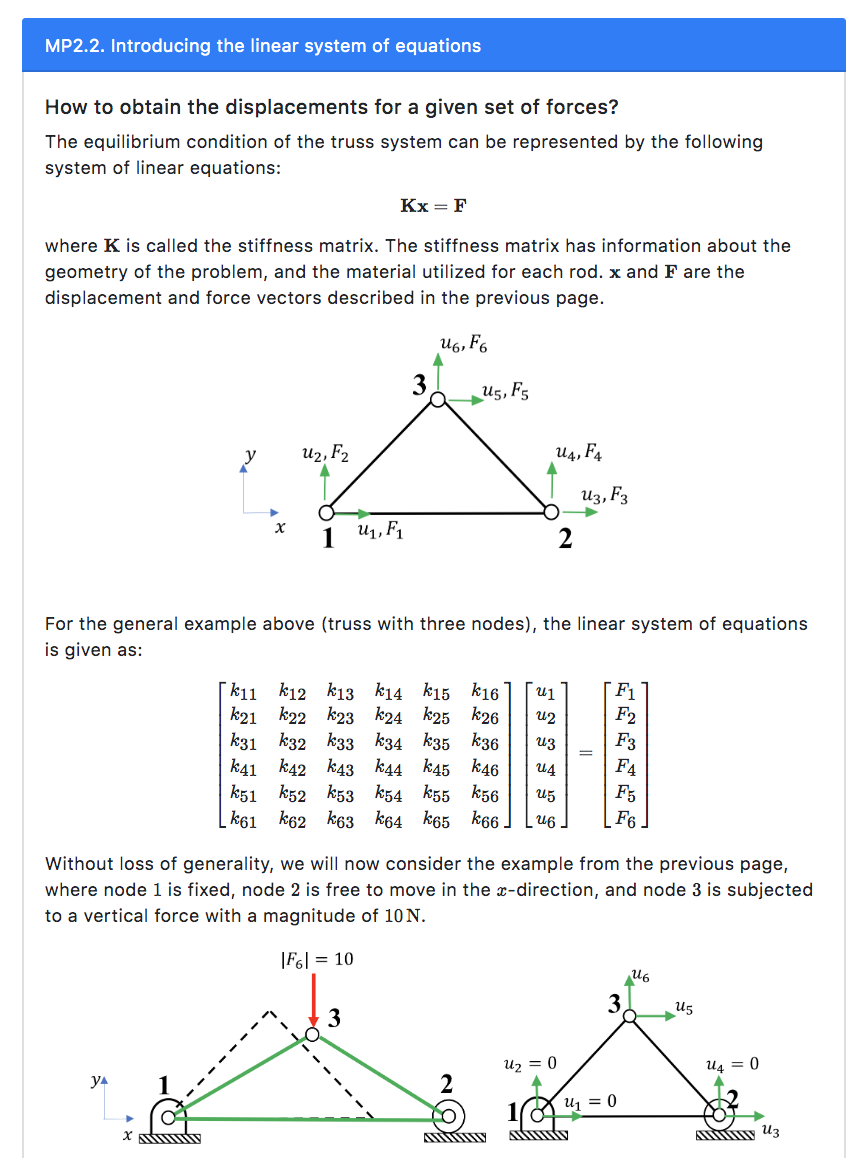 MP2.2. Introducing the linear system of equations
How to obtain the displacements for a given set of forces?
The equilibrium condition of the truss system can be represented by the following
system of linear equations:
Kx = F
where K is called the stiffness matrix. The stiffness matrix has information about the
geometry of the problem, and the material utilized for each rod. x and F are the
displacement and force vectors described in the previous page.
u₆, F₆
3
u₅, F₅
y
u₂, F₂
u₄, F₄
u₃, F₃
x
1
u₁, F₁
2
For the general example above (truss with three nodes), the linear system of equations
is given as:
k₁₁ k₁₂ k₁₃ k₁₄ k₁₅ k₁₆ u₁ F₁
k₂₁ k₂₂ k₂₃ k₂₄ k₂₅ k₂₆ u₂ F₂
k₃₁ k₃₂ k₃₃ k₃₄ k₃₅ k₃₆ u₃ F₃
=
k₄₁ k₄₂ k₄₃ k₄₄ k₄₅ k₄₆ u₄ F₄
k₅₁ k₅₂ k₅₃ k₅₄ k₅₅ k₅₆ u₅ F₅
k₆₁ k₆₂ k₆₃ k₆₄ k₆₅ k₆₆ u₆ F₆
Without loss of generality, we will now consider the example from the previous page,
where node 1 is fixed, node 2 is free to move in the x-direction, and node 3 is subjected
to a vertical force with a magnitude of 10 N.
|F₆| = 10
3
y
1
2
x
u₆
3
u₅
u₂ = 0
u₄ = 0
1
u₁ = 0
2
u₃